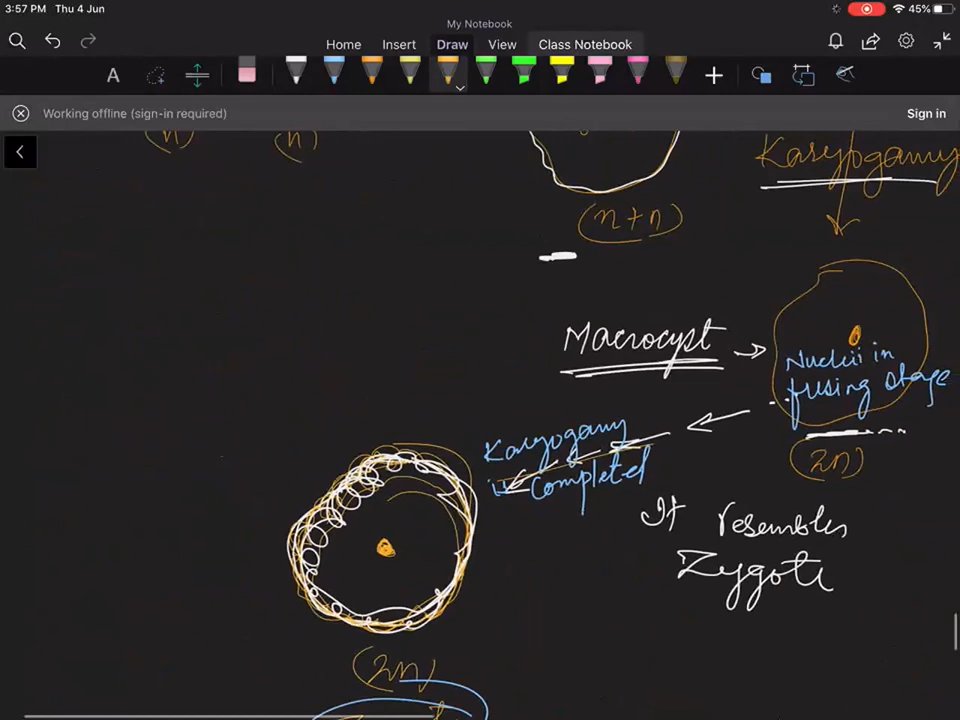 3:57 PM Thu 4 Jun
45%
My Notebook
Home Insert Draw View Class Notebook
A
Working offline (sign-in required)
Sign in
(n) (n)
Karyogamy
(n+n)
Macrocyst
Nuclii in
fusing stage
(2n)
Karyogamy
is Completed
It resembles
Zygote
(2n)